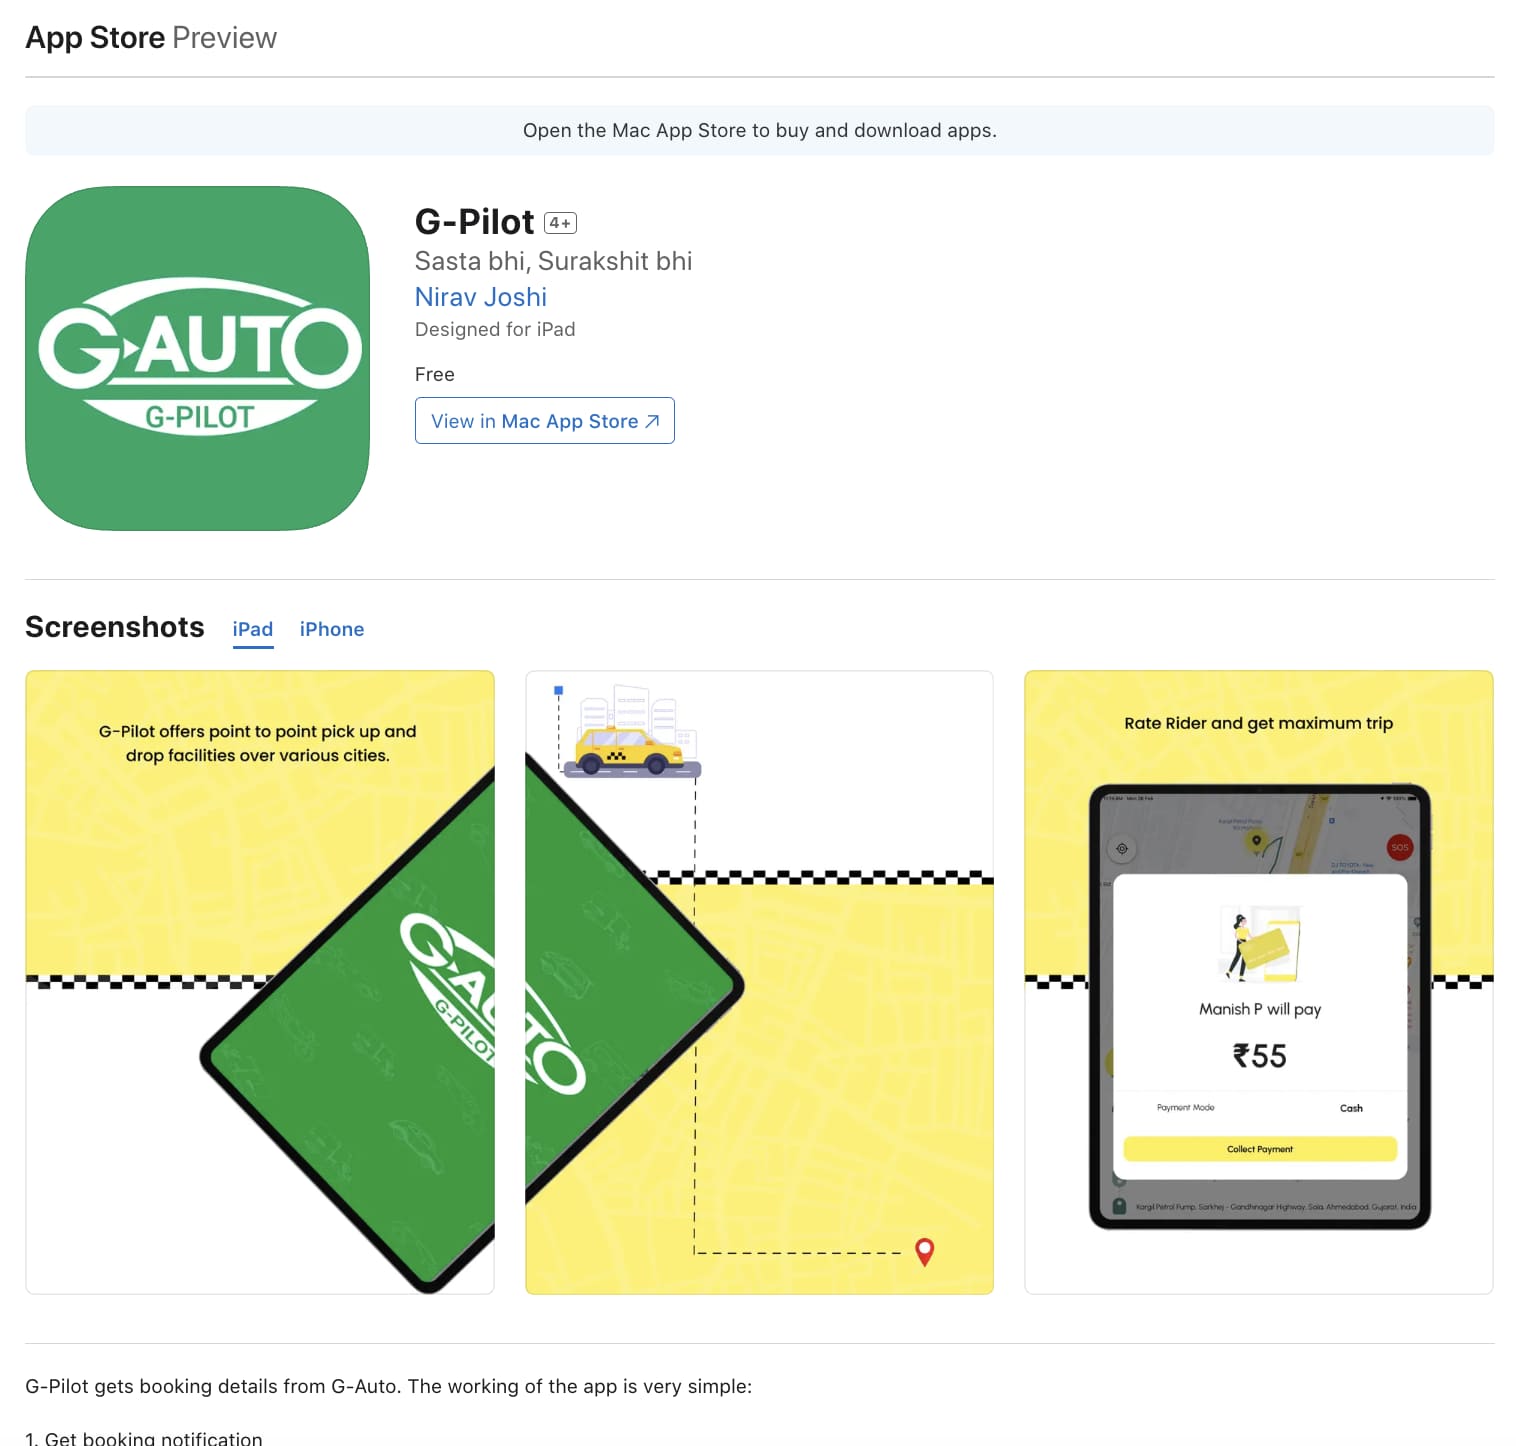 App Store Preview
Open the Mac App Store to buy and download apps.
G-AUTO
G-PILOT
G-Pilot 4+
Sasta bhi, Surakshit bhi
Nirav Joshi
Designed for iPad
Free
View in Mac App Store ↗
Screenshots iPad iPhone
G-Pilot offers point to point pick up and
drop facilities over various cities.
G-AUTO
G-PILOT
Rate Rider and get maximum trip
SOS
Manish P will pay
₹55
Payment Mode Cash
Collect Payment
Kargil Petrol Pump, Sarkhej - Gandhinagar Highway, Sola, Ahmedabad, Gujarat, India
G-Pilot gets booking details from G-Auto. The working of the app is very simple:
1. Get booking notification